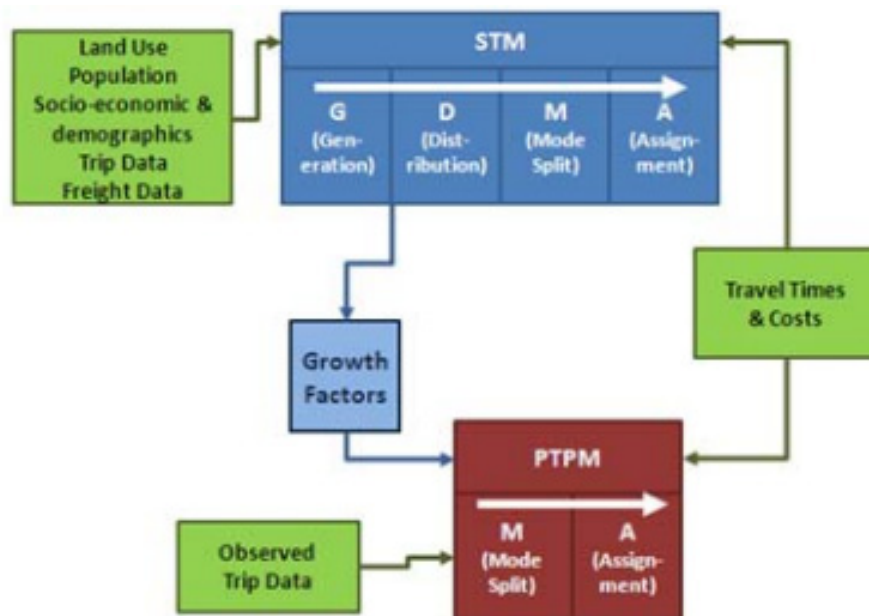 Land Use
Population
Socio-economic &
demographics
Trip Data
Freight Data
STM
G
(Gen-
eration)
D
(Dist-
ribution)
M
(Mode
Split)
A
(Assign-
ment)
Travel Times
& Costs
Growth
Factors
PTPM
M
(Mode
Split)
A
(Assign-
ment)
Observed
Trip Data